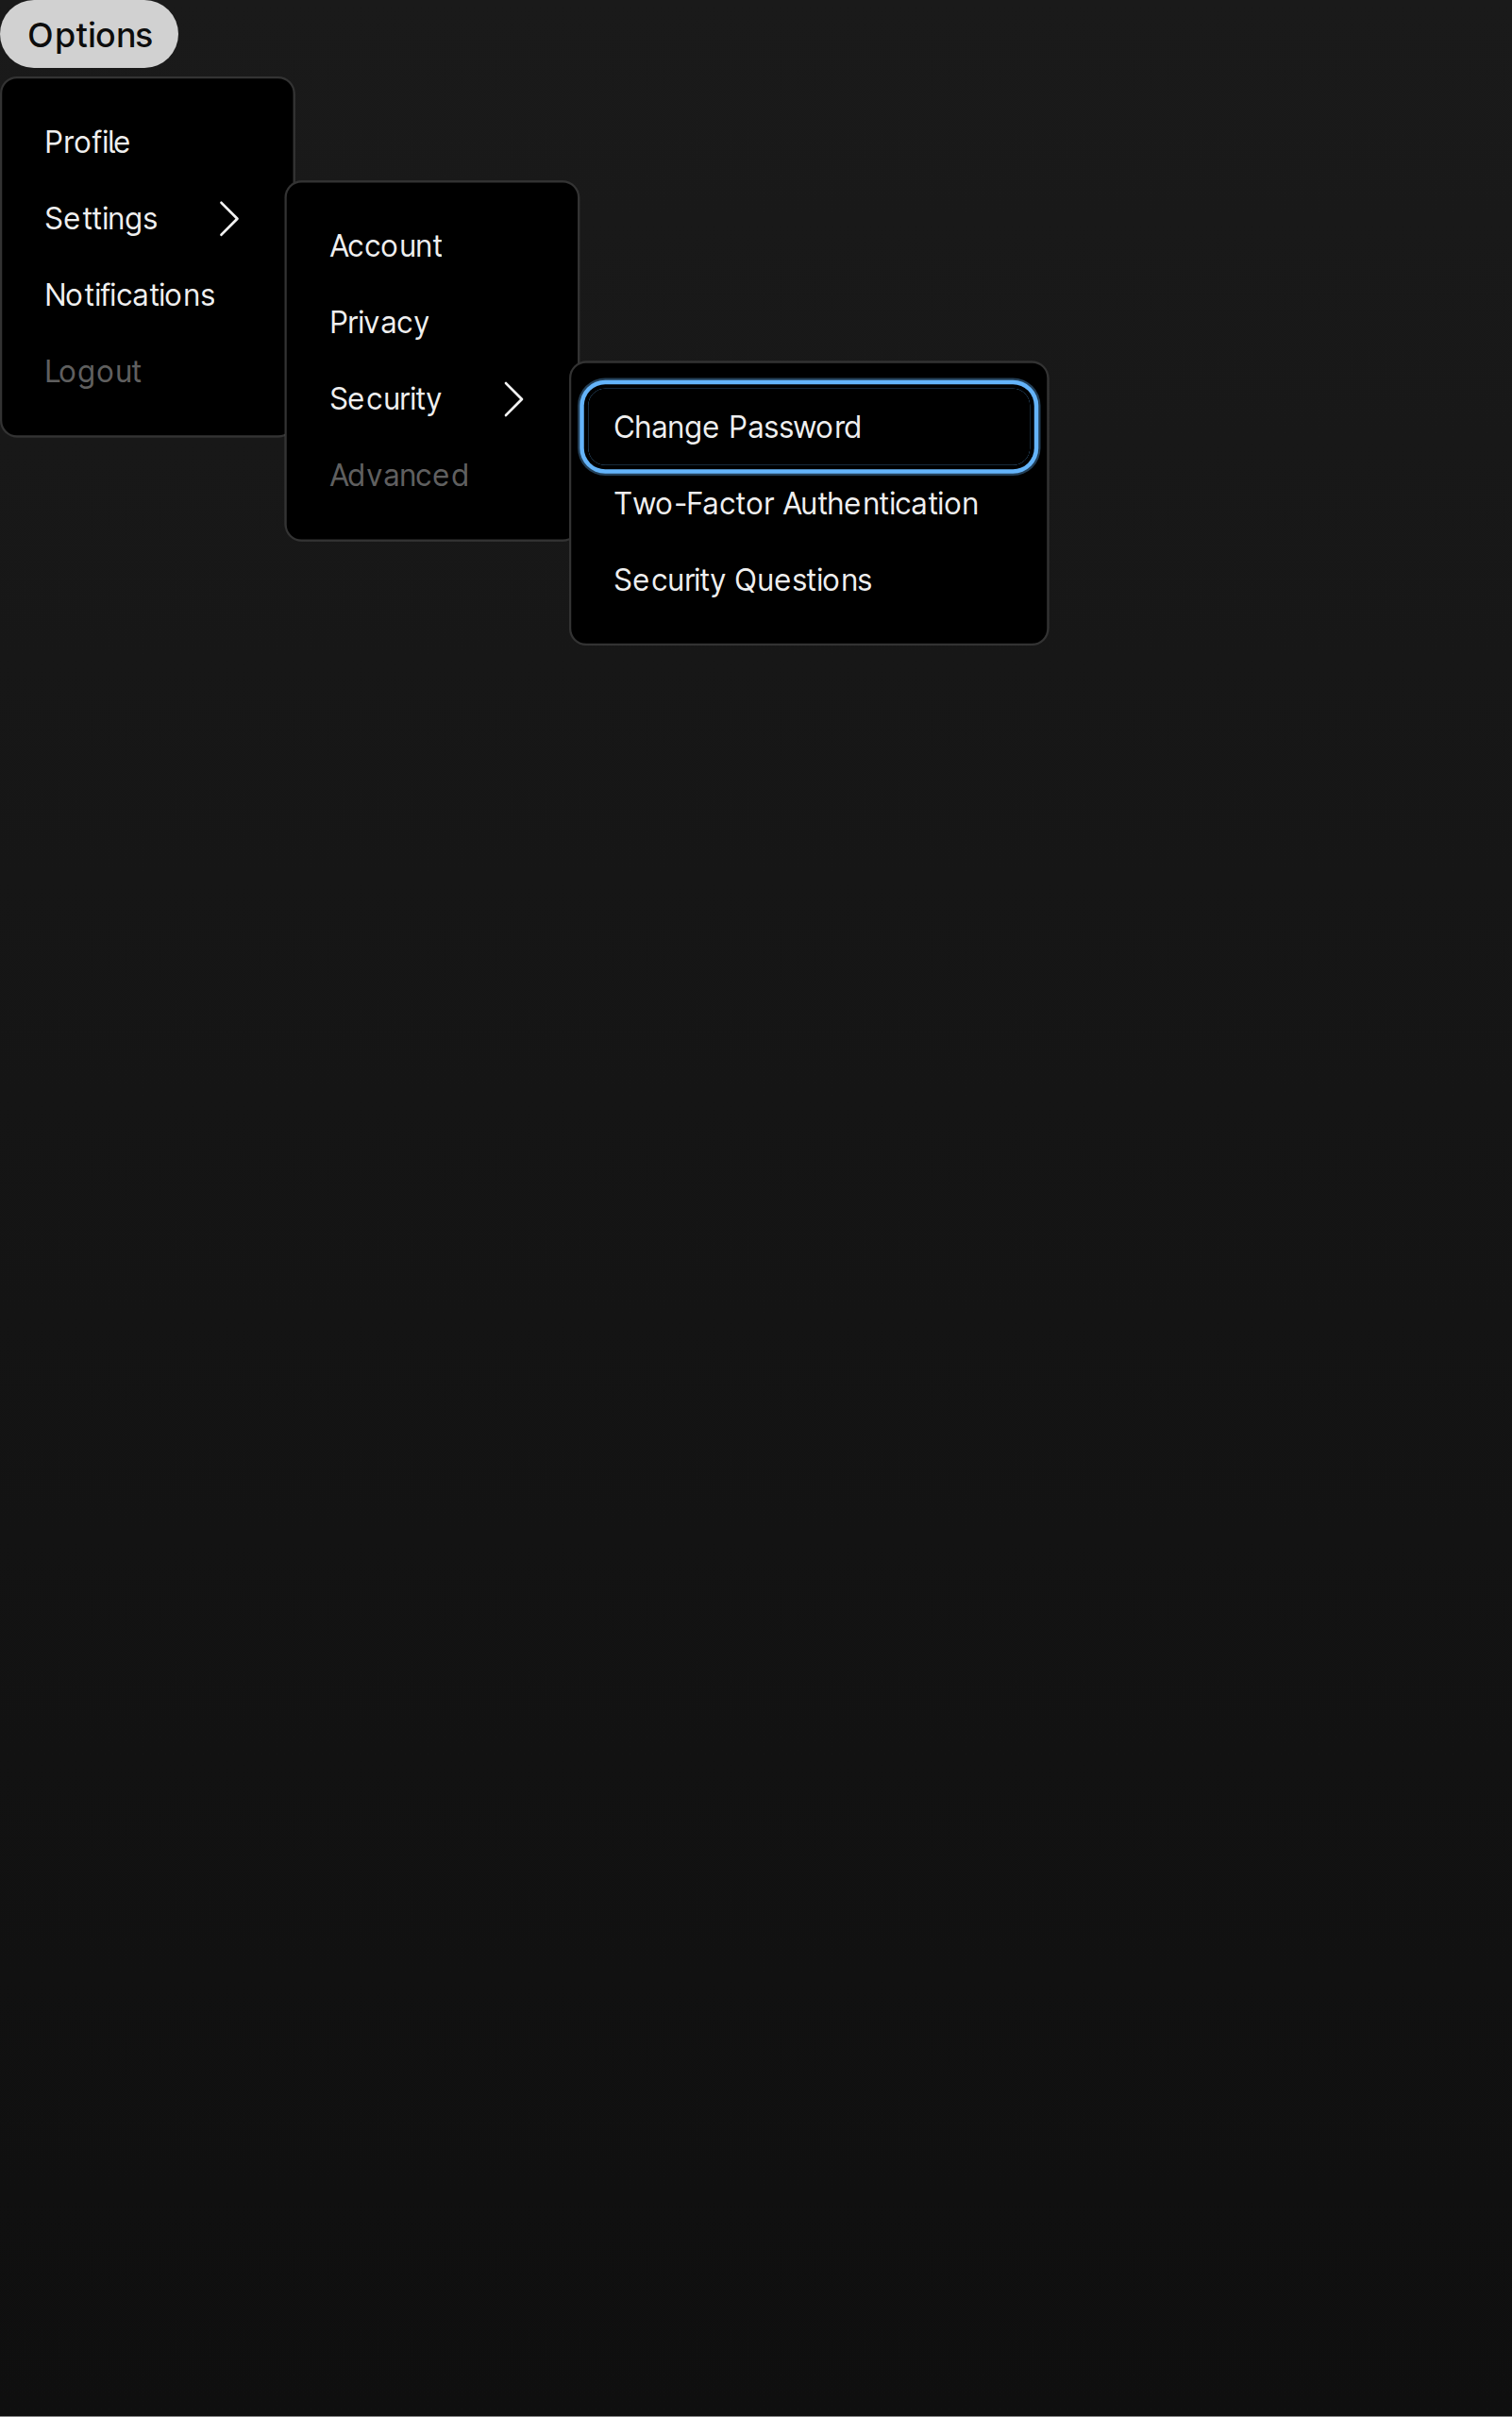 Options
Profile
Settings
Notifications
Logout
Account
Privacy
Security
Advanced
Change Password
Two-Factor Authentication
Security Questions